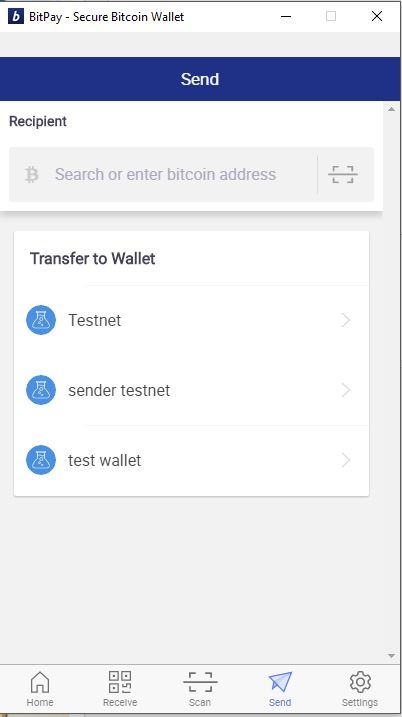 b BitPay - Secure Bitcoin Wallet
Send
Recipient
Search or enter bitcoin address
Transfer to Wallet
Testnet
sender testnet
test wallet
Home Receive Scan Send Settings